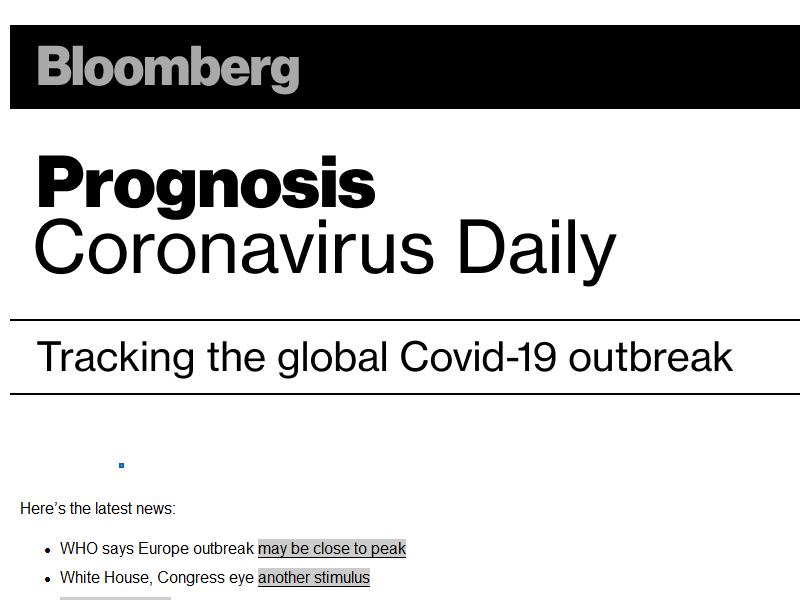 Bloomberg
Prognosis
Coronavirus Daily
Tracking the global Covid-19 outbreak
Here's the latest news:
• WHO says Europe outbreak may be close to peak
• White House, Congress eye another stimulus